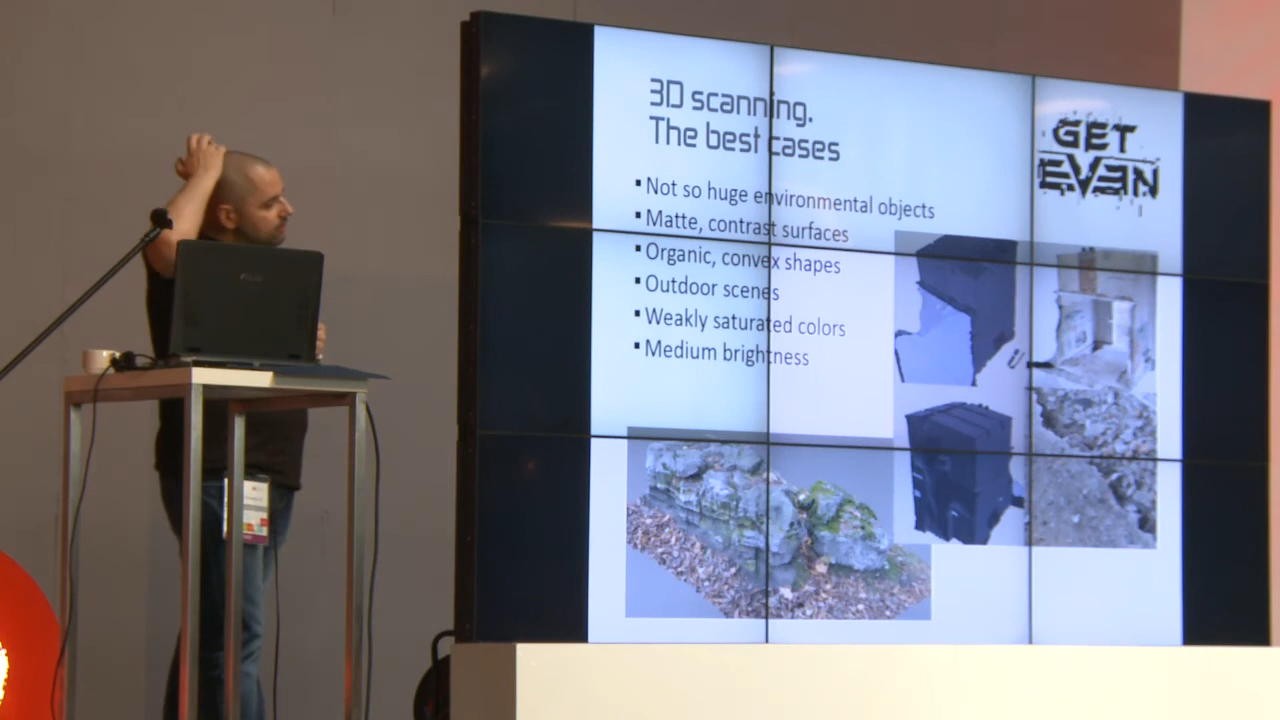 3D scanning.
The best cases
GET
EVEN
▪Not so huge environmental objects
▪Matte, contrast surfaces
▪Organic, convex shapes
▪Outdoor scenes
▪Weakly saturated colors
▪Medium brightness